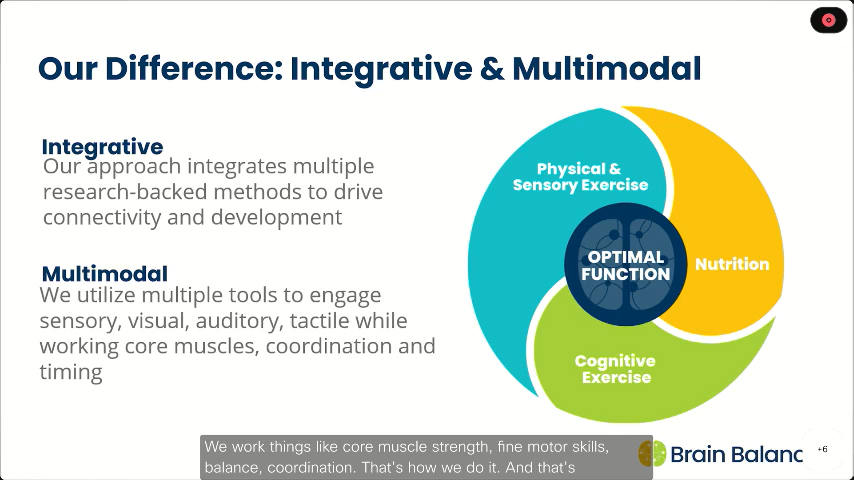 Our Difference: Integrative & Multimodal
Integrative
Our approach integrates multiple
research-backed methods to drive
connectivity and development
Multimodal
We utilize multiple tools to engage
sensory, visual, auditory, tactile while
working core muscles, coordination and
timing
Physical &
Sensory Exercise
OPTIMAL
FUNCTION
Nutrition
Cognitive
Exercise
We work things like core muscle strength, fine motor skills,
balance, coordination. That's how we do it. And that's
Brain Balanc
+6